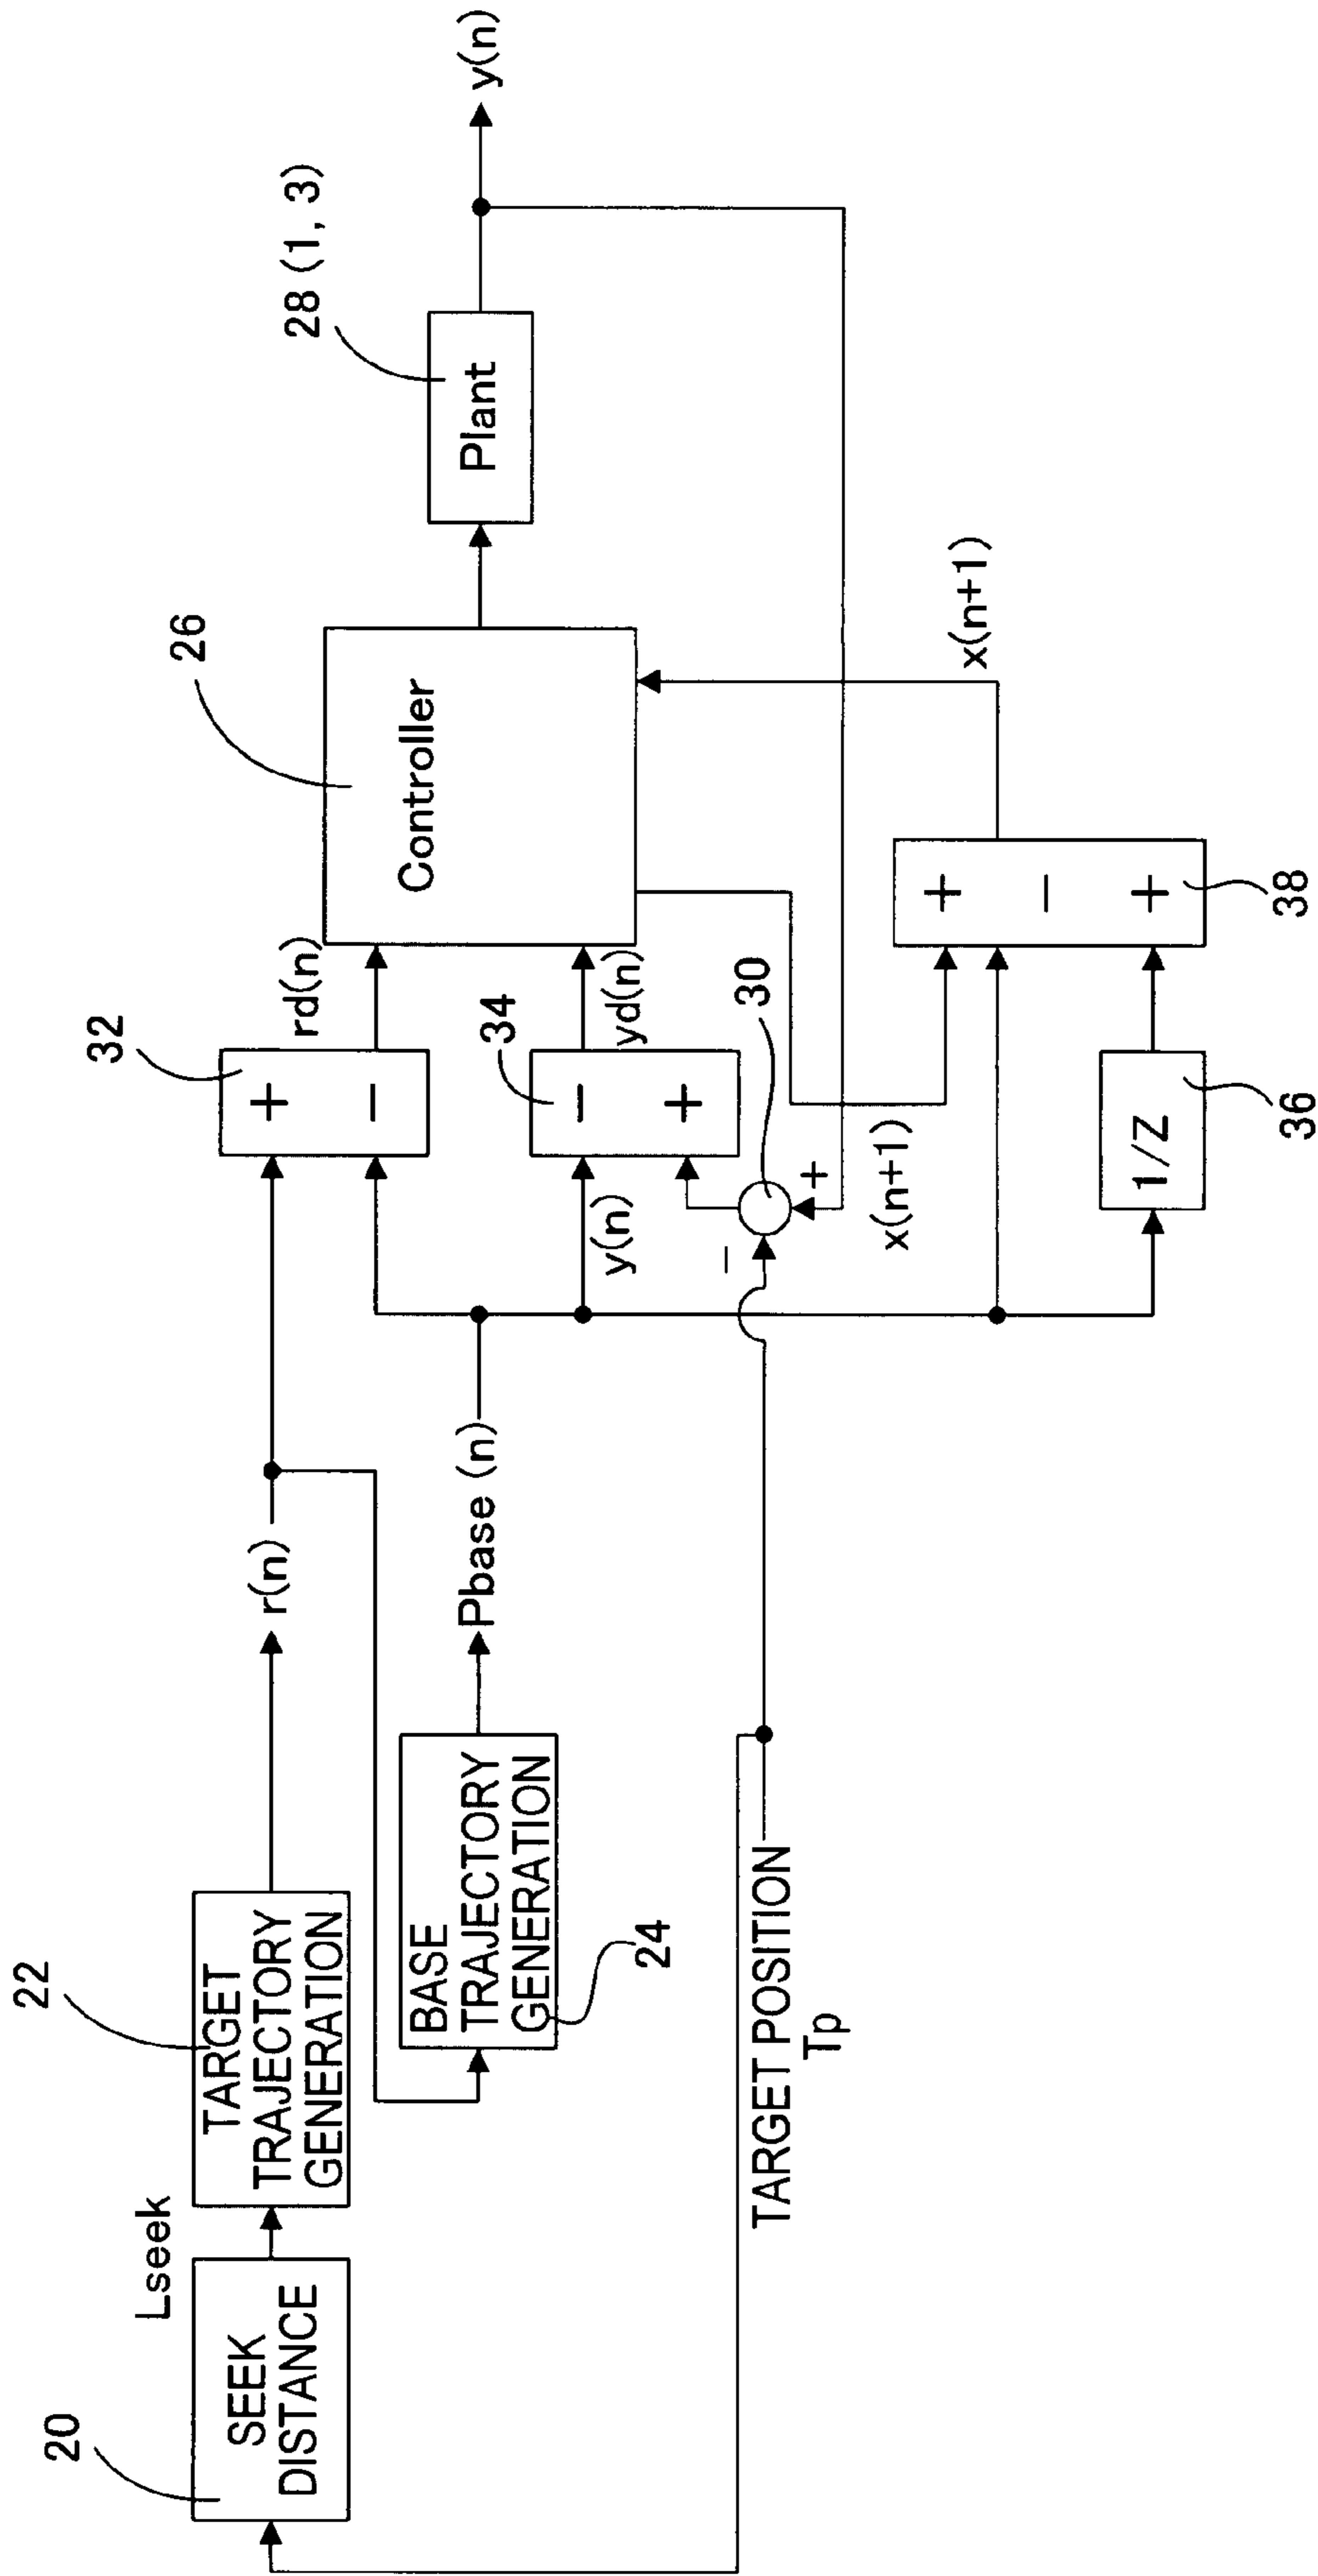 20
SEEK
DISTANCE
Lseek
22
TARGET
TRAJECTORY
GENERATION
r(n)
BASE
TRAJECTORY
GENERATION
24
Pbase (n)
TARGET POSITION
Tp
32
+
−
rd(n)
34
−
+
y(n)
yd(n)
30
−
+
26
Controller
28 (1, 3)
Plant
y(n)
x(n+1)
x(n+1)
+
−
+
38
1/Z
36